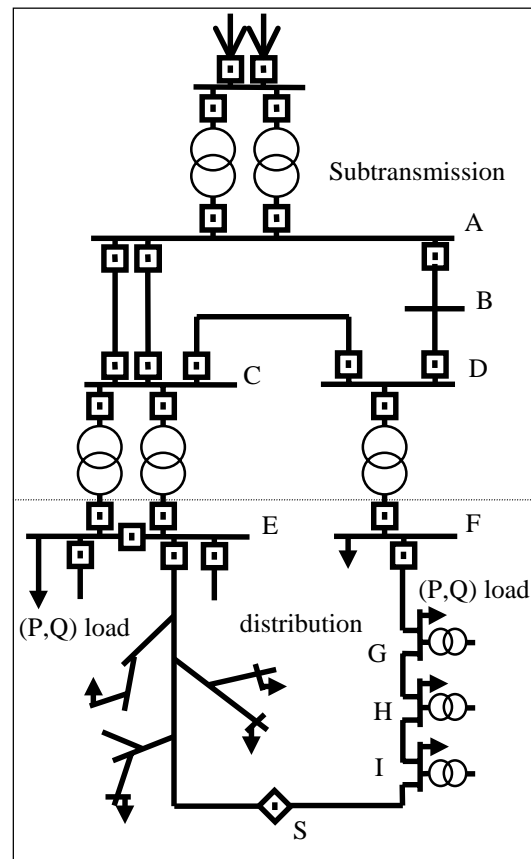 Subtransmission
A
B
C
D
E
F
(P,Q) load
(P,Q) load
distribution
G
H
I
S